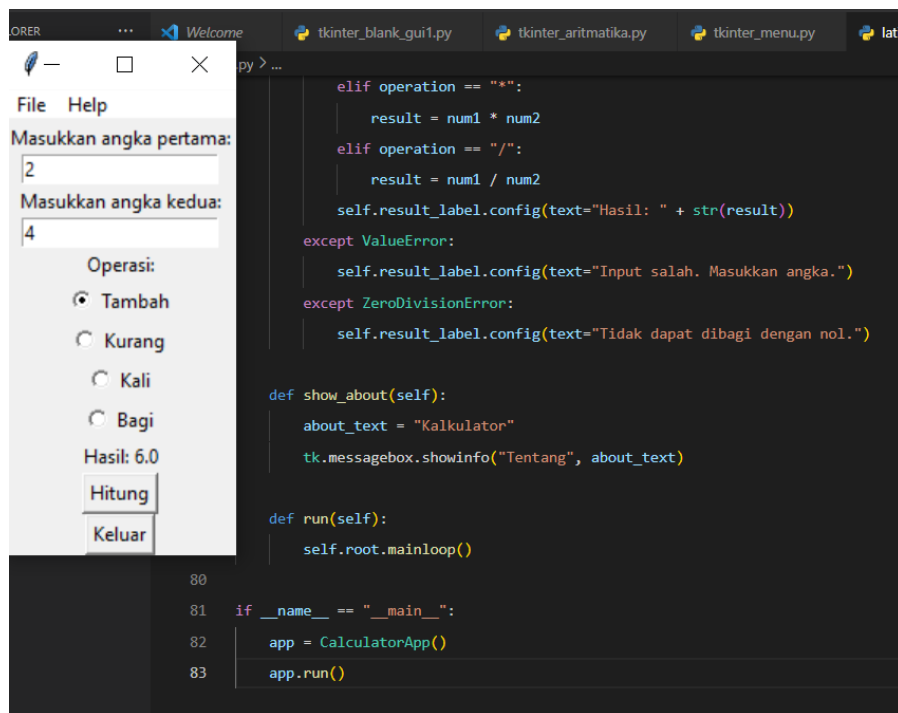 ORER ... Welcome tkinter_blank_gui1.py tkinter_aritmatika.py tkinter_menu.py lat
.py > ...
File Help
Masukkan angka pertama:
2
Masukkan angka kedua:
4
Operasi:
Tambah
Kurang
Kali
Bagi
Hasil: 6.0
Hitung
Keluar
elif operation == "*":
result = num1 * num2
elif operation == "/":
result = num1 / num2
self.result_label.config(text="Hasil: " + str(result))
except ValueError:
self.result_label.config(text="Input salah. Masukkan angka.")
except ZeroDivisionError:
self.result_label.config(text="Tidak dapat dibagi dengan nol.")
def show_about(self):
about_text = "Kalkulator"
tk.messagebox.showinfo("Tentang", about_text)
def run(self):
self.root.mainloop()
80
81 if __name__ == "__main__":
82 app = CalculatorApp()
83 app.run()